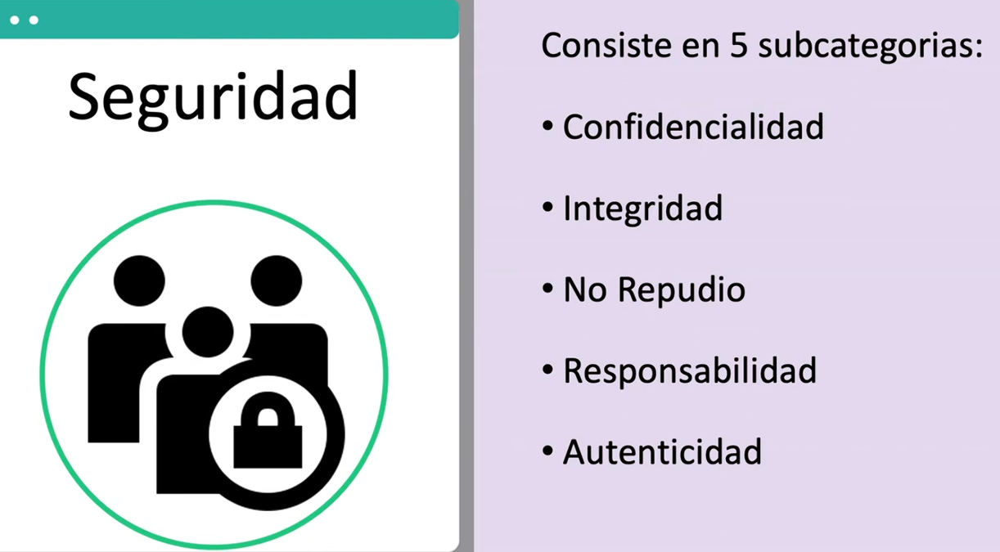 Seguridad
Consiste en 5 subcategorias:
• Confidencialidad
• Integridad
• No Repudio
• Responsabilidad
• Autenticidad